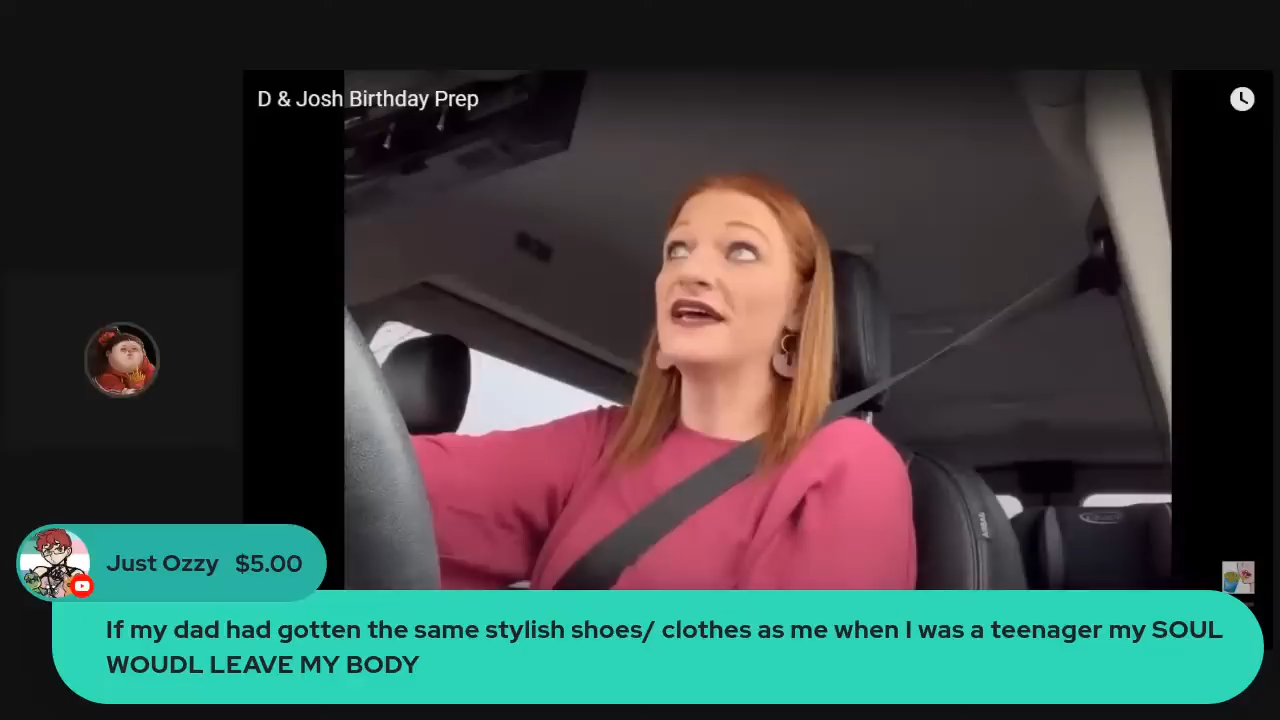 D & Josh Birthday Prep
AIRBAG
Just Ozzy $5.00
If my dad had gotten the same stylish shoes/ clothes as me when I was a teenager my SOUL
WOUDL LEAVE MY BODY